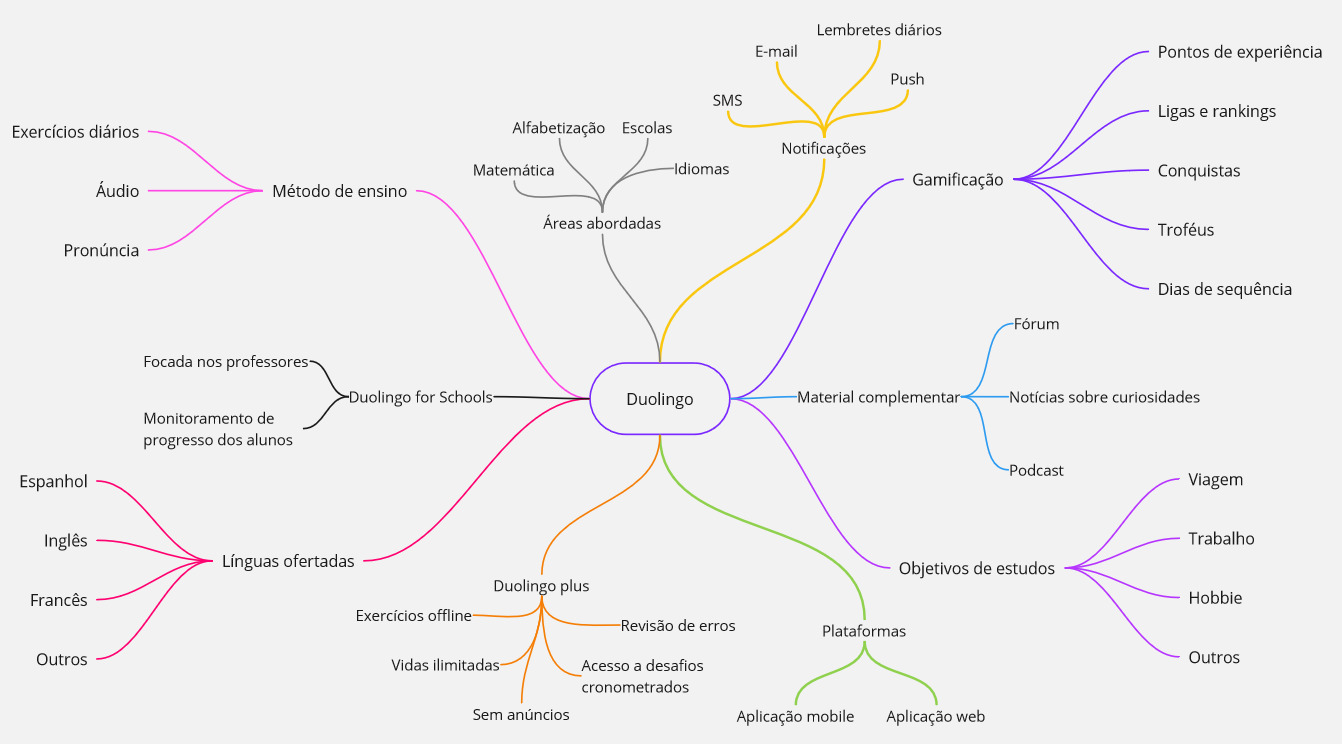 Lembretes diários
E-mail
Push
SMS
Notificações
Alfabetização
Escolas
Matemática
Idiomas
Áreas abordadas
Exercícios diários
Áudio
Pronúncia
Método de ensino
Gamificação
Pontos de experiência
Ligas e rankings
Conquistas
Troféus
Dias de sequência
Focada nos professores
Monitoramento de
progresso dos alunos
Duolingo for Schools
Duolingo
Material complementar
Fórum
Notícias sobre curiosidades
Podcast
Espanhol
Inglês
Francês
Outros
Línguas ofertadas
Duolingo plus
Exercícios offline
Revisão de erros
Vidas ilimitadas
Acesso a desafios
cronometrados
Sem anúncios
Plataformas
Aplicação mobile
Aplicação web
Objetivos de estudos
Viagem
Trabalho
Hobbie
Outros